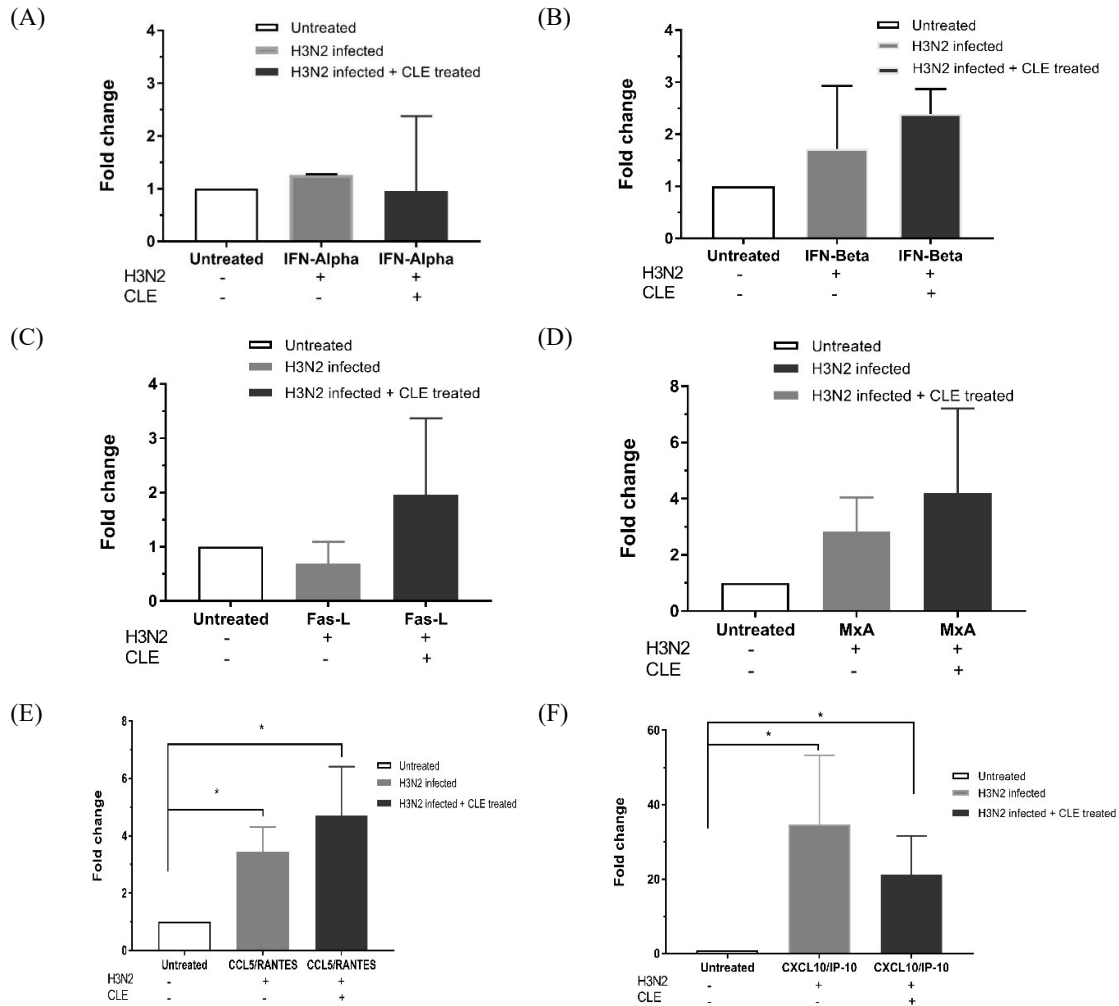 (A)
Untreated
H3N2 infected
H3N2 infected + CLE treated
4
3
2
1
0
Fold change
Untreated IFN-Alpha IFN-Alpha
H3N2 - + +
CLE - - +
(B)
Untreated
H3N2 infected
H3N2 infected + CLE treated
4
3
2
1
0
Fold change
Untreated IFN-Beta IFN-Beta
H3N2 - + +
CLE - - +
(C)
Untreated
H3N2 infected
H3N2 infected + CLE treated
4
3
2
1
0
Fold change
Untreated Fas-L Fas-L
H3N2 - + +
CLE - - +
(D)
Untreated
H3N2 infected
H3N2 infected + CLE treated
8
6
4
2
0
Fold change
Untreated MxA MxA
H3N2 - + +
CLE - - +
(E)
* 
*
Untreated
H3N2 infected
H3N2 infected + CLE treated
8
6
4
2
0
Fold change
Untreated CCL5/RANTES CCL5/RANTES
H3N2 - + +
CLE - - +
(F)
*
*
Untreated
H3N2 infected
H3N2 infected + CLE treated
60
40
20
0
Fold change
Untreated CXCL10/IP-10 CXCL10/IP-10
H3N2 - + +
CLE - - +